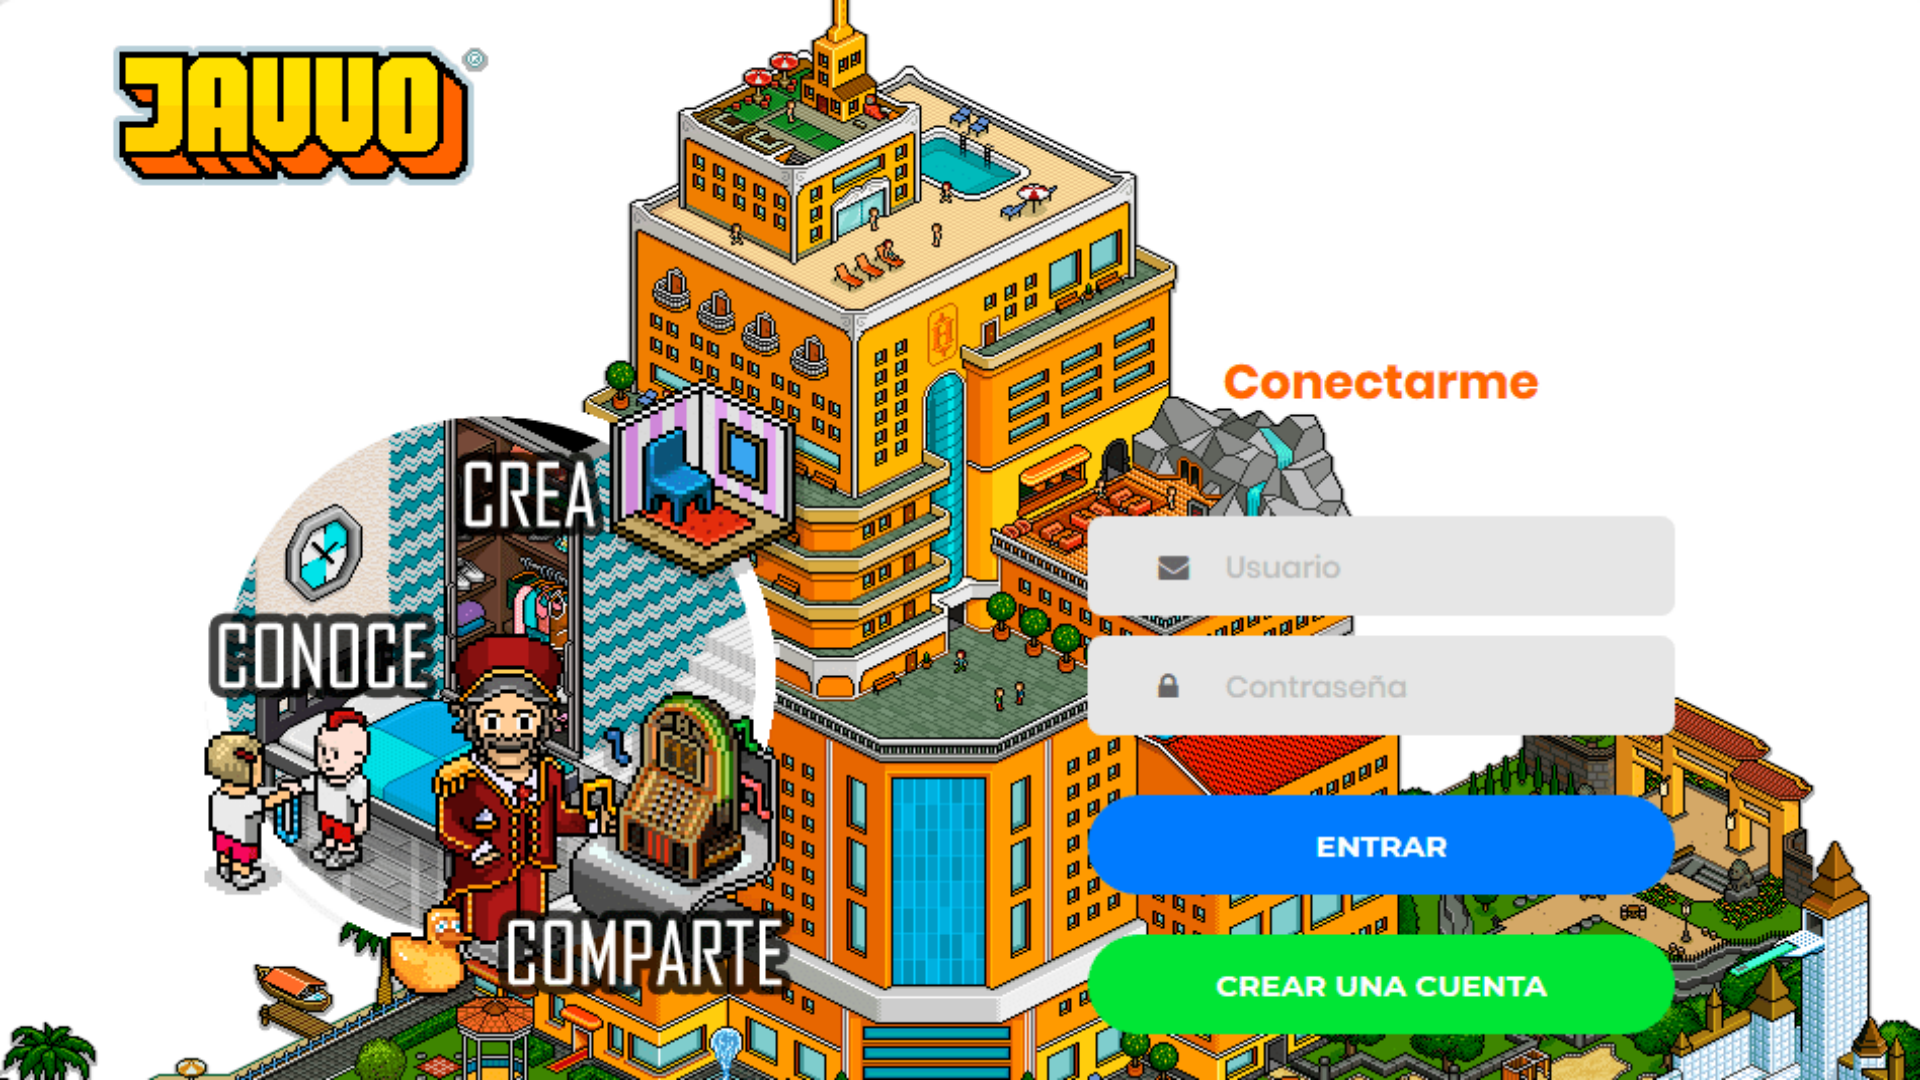 JAVVO
®
Conectarme
CREA
CONOCE
COMPARTE
Usuario
Contraseña
ENTRAR
CREAR UNA CUENTA
H